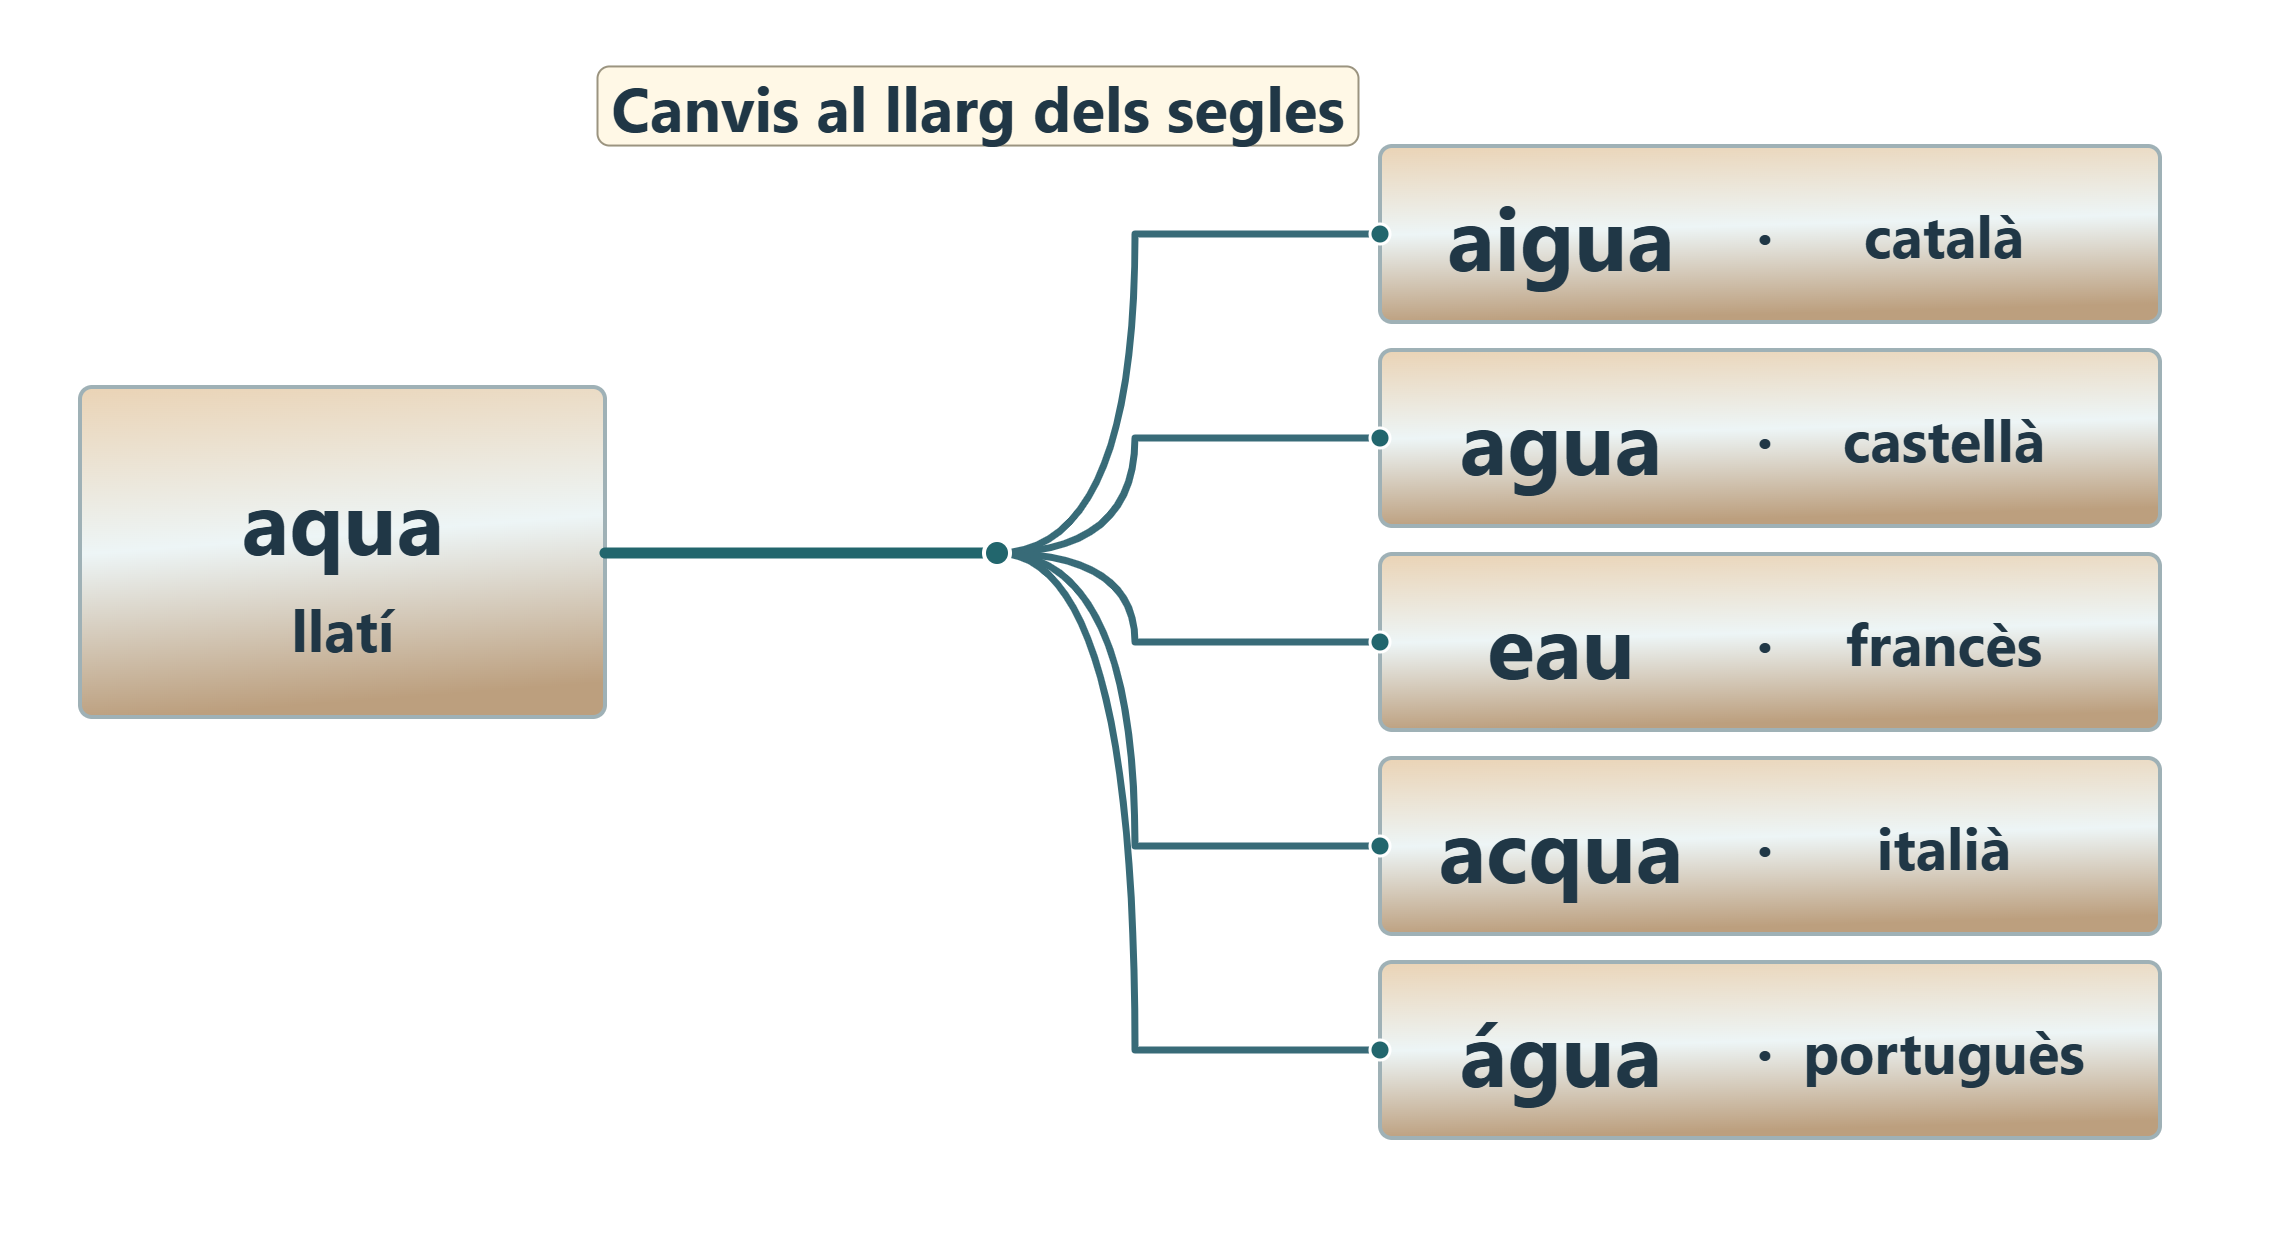 Canvis al llarg dels segles
aqua
llatí
aigua · català
agua · castellà
eau · francès
acqua · italià
água · portuguès